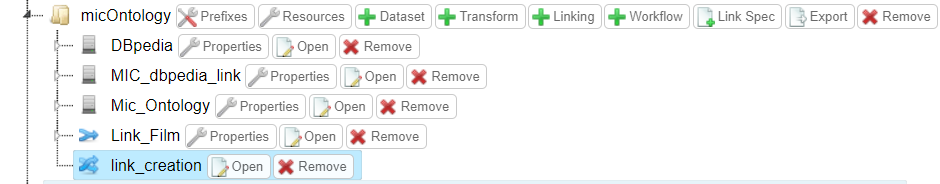 micOntology Prefixes Resources Dataset Transform Linking Workflow Link Spec Export Remove
DBpedia Properties Open Remove
MIC_dbpedia_link Properties Open Remove
Mic_Ontology Properties Open Remove
Link_Film Properties Open Remove
link_creation Open Remove